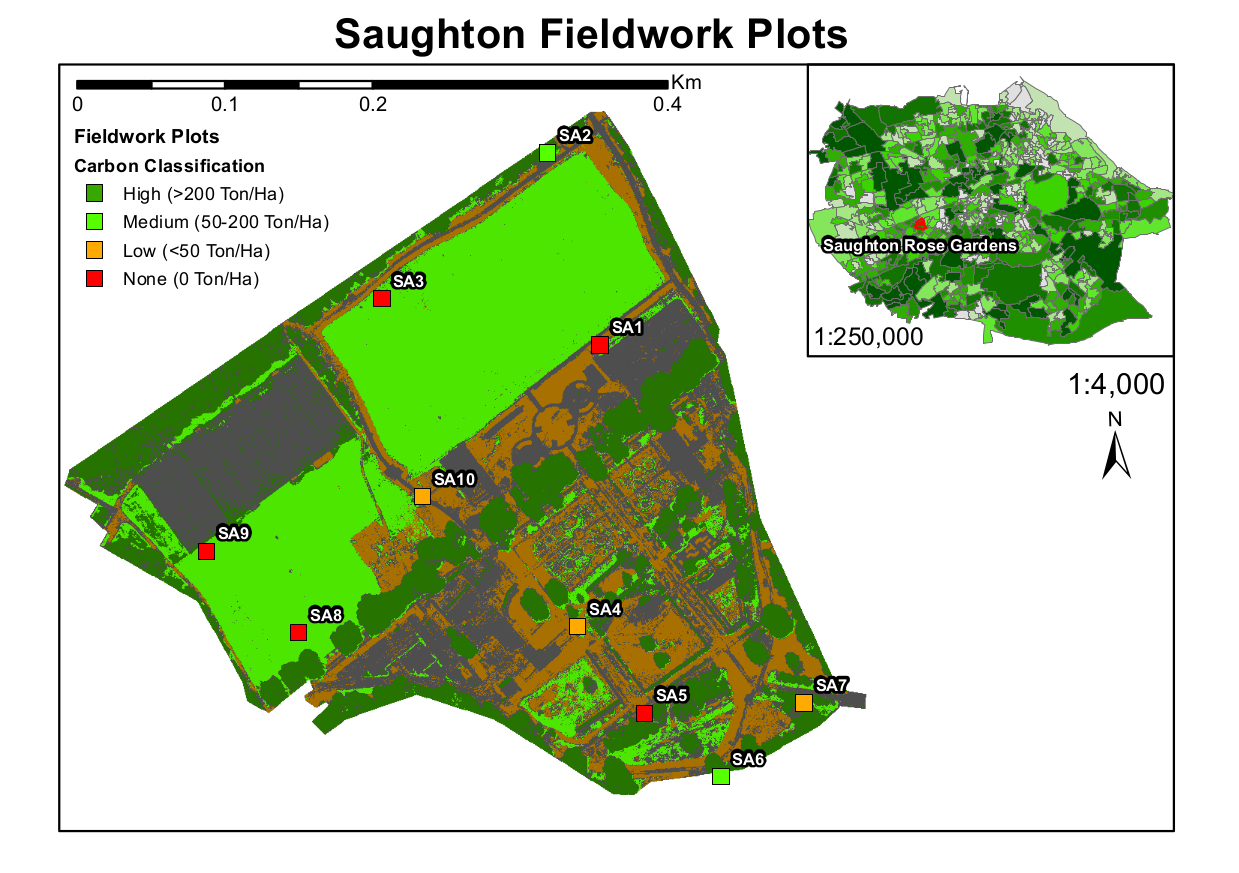 Saughton Fieldwork Plots
Km
0 0.1 0.2 0.4
Fieldwork Plots
Carbon Classification
High (>200 Ton/Ha)
Medium (50-200 Ton/Ha)
Low (<50 Ton/Ha)
None (0 Ton/Ha)
Saughton Rose Gardens
1:250,000
1:4,000
N
SA2
SA3
SA1
SA10
SA9
SA8
SA4
SA5
SA7
SA6